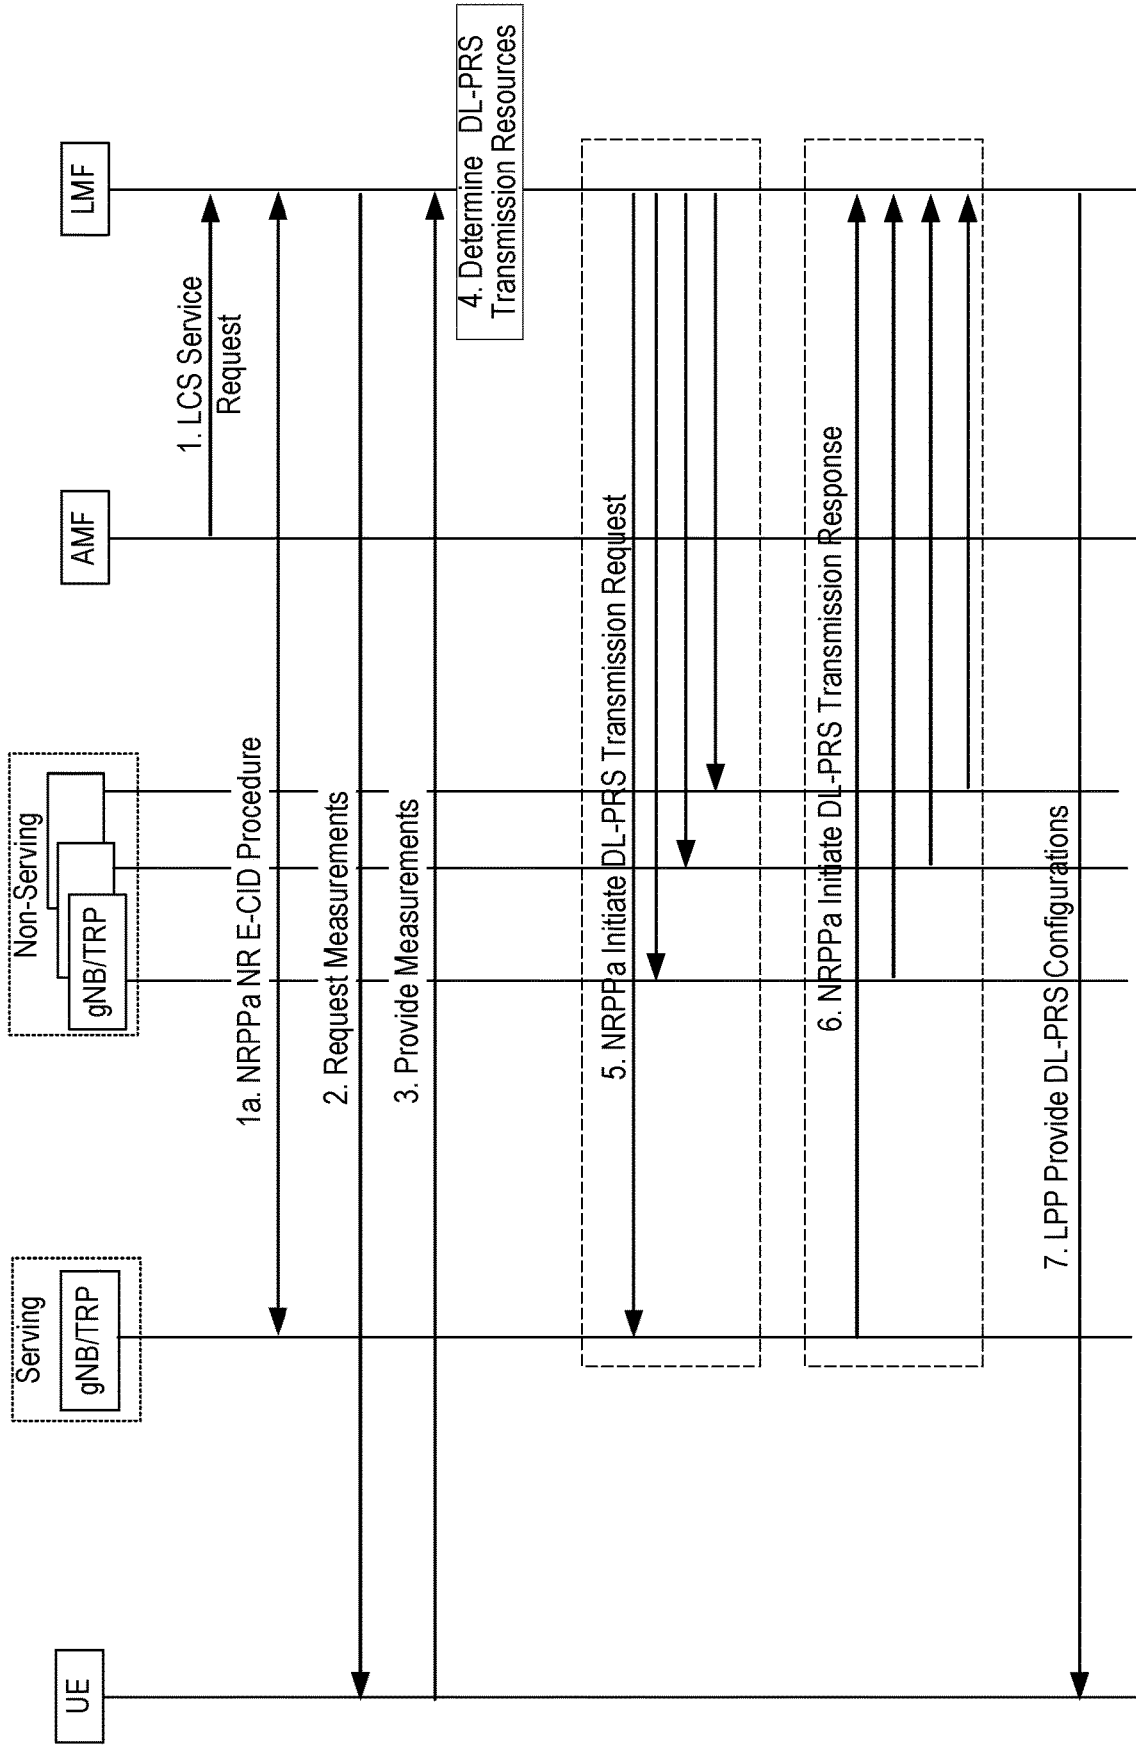 UE
Serving
gNB/TRP
Non-Serving
gNB/TRP
AMF
LMF
1. LCS Service
Request
1a. NRPPa NR E-CID Procedure
2. Request Measurements
3. Provide Measurements
4. Determine DL-PRS
Transmission Resources
5. NRPPa Initiate DL-PRS Transmission Request
6. NRPPa Initiate DL-PRS Transmission Response
7. LPP Provide DL-PRS Configurations